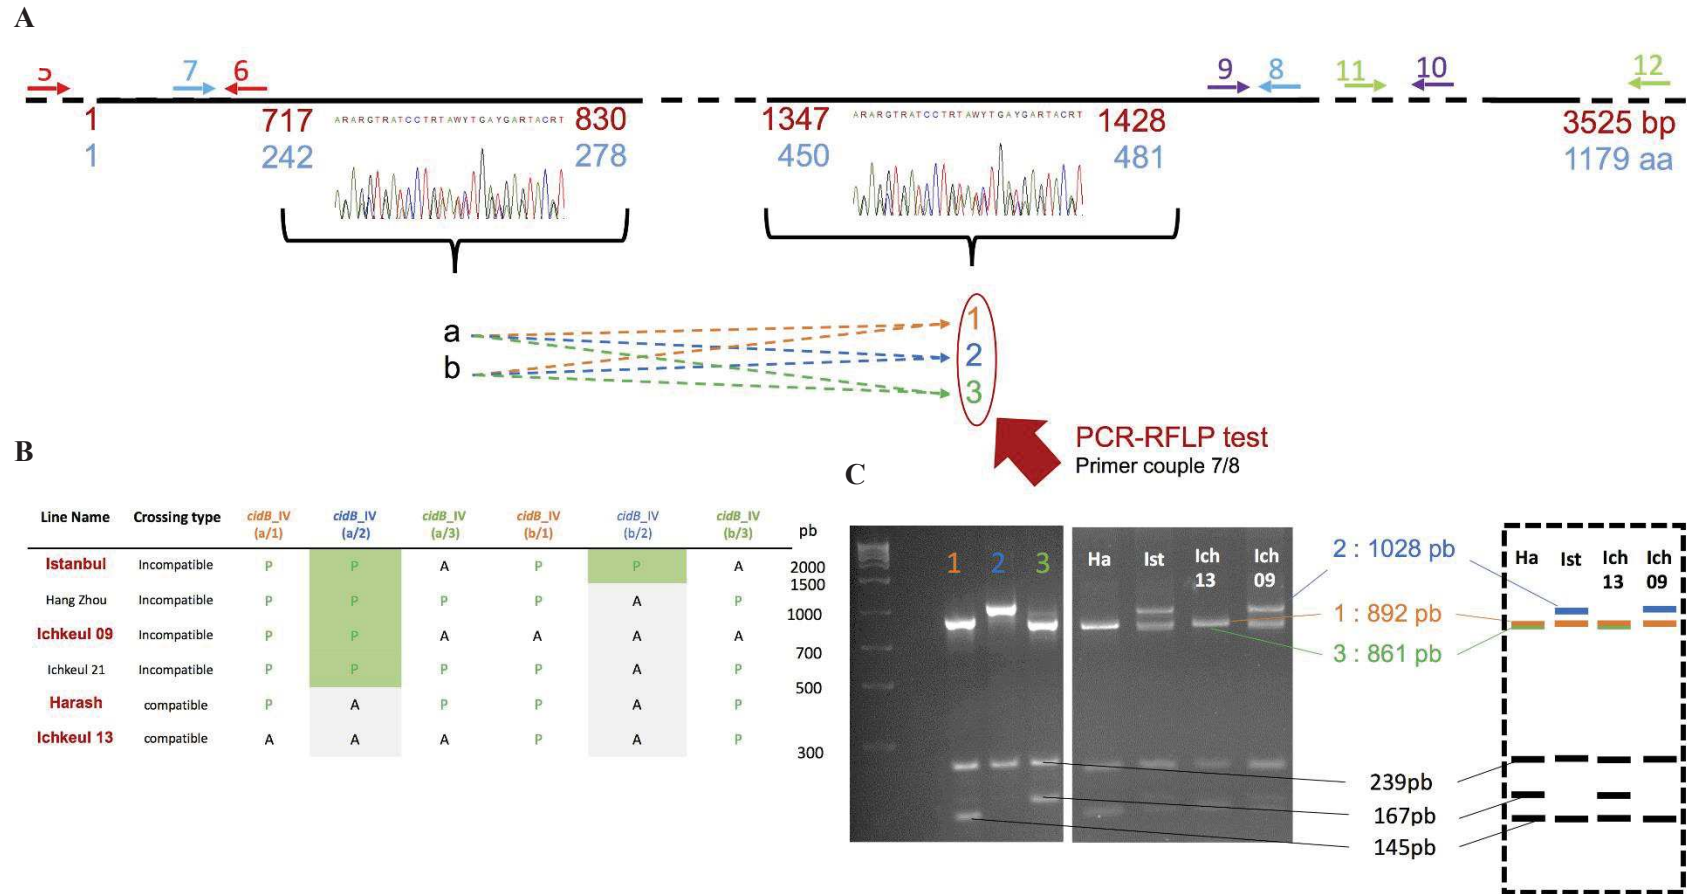 A
5 7 6 9 8 11 10 12
1 717 ARARGTRATCCTRTAWYTGAYGARTACRT 830 1347 ARARGTRATCCTRTAWYTGAYGARTACRT 1428 3525 bp
1 242 278 450 481 1179 aa
a
b
1
2
3
PCR-RFLP test
Primer couple 7/8
B
Line Name Crossing type cidB_IV (a/1) cidB_IV (a/2) cidB_IV (a/3) cidB_IV (b/1) cidB_IV (b/2) cidB_IV (b/3)
Istanbul Incompatible P P A P P A
Hang Zhou Incompatible P P P P A P
Ichkeul 09 Incompatible P P A A A A
Ichkeul 21 Incompatible P P P P A P
Harash compatible P A P P A P
Ichkeul 13 compatible A A A P A P
C
pb
2000
1500
1000
700
500
300
1 2 3
Ha Ist Ich 13 Ich 09
2 : 1028 pb
1 : 892 pb
3 : 861 pb
239pb
167pb
145pb
Ha Ist Ich 13 Ich 09